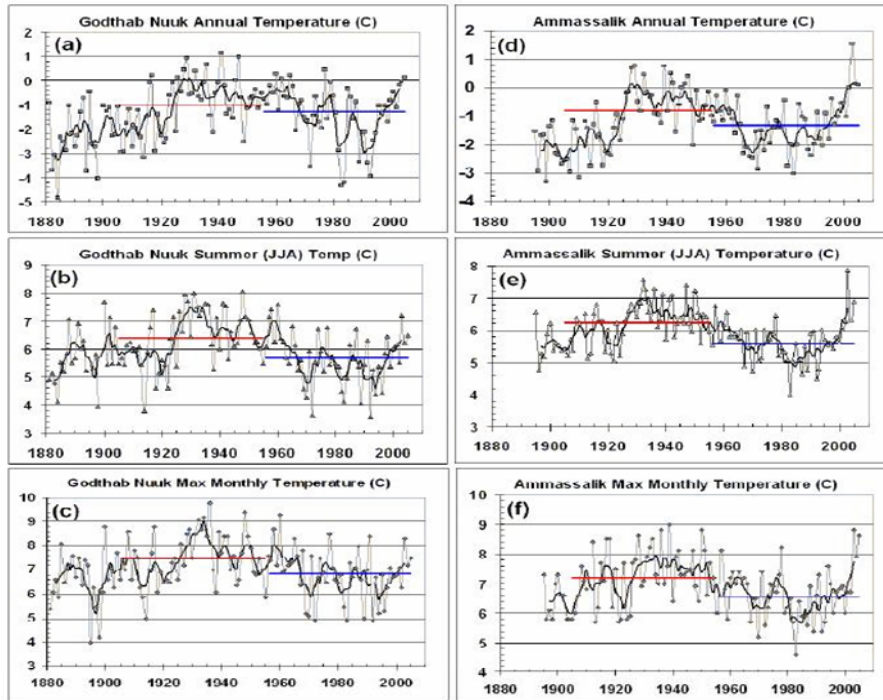 Godthab Nuuk Annual Temperature (C)
(a)
2
1
0
-1
-2
-3
-4
-5
1880 1900 1920 1940 1960 1980 2000
Ammassalik Annual Temperature (C)
(d)
2
1
0
-1
-2
-3
-4
1880 1900 1920 1940 1960 1980 2000
Godthab Nuuk Summer (JJA) Temp (C)
(b)
9
8
7
6
5
4
3
1880 1900 1920 1940 1960 1980 2000
Ammassalik Summer (JJA) Temperature (C)
(e)
8
7
6
5
4
3
1880 1900 1920 1940 1960 1980 2000
Godthab Nuuk Max Monthly Temperature (C)
(c)
10
9
8
7
6
5
4
3
1880 1900 1920 1940 1960 1980 2000
Ammassalik Max Monthly Temperature (C)
(f)
10
9
8
7
6
5
4
1880 1900 1920 1940 1960 1980 2000